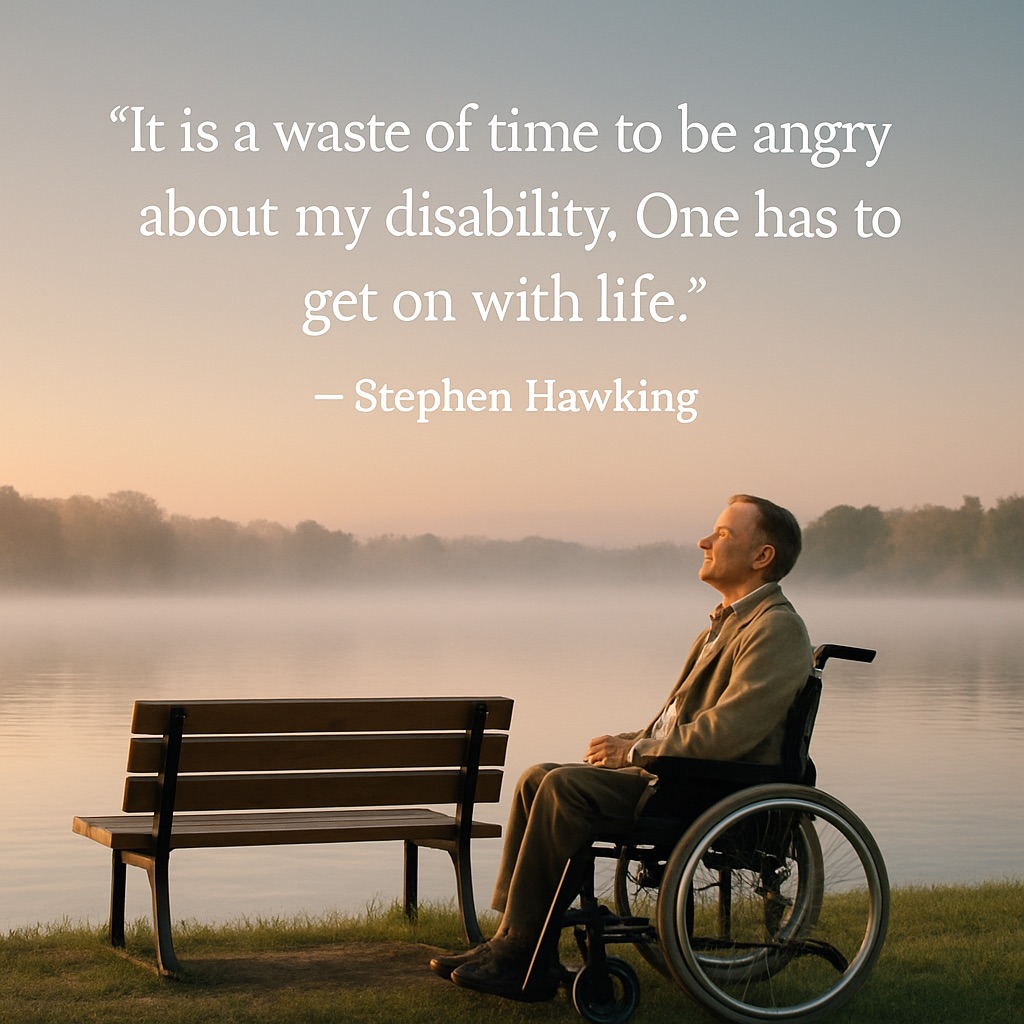 “It is a waste of time to be angry
about my disability. One has to
get on with life.”
— Stephen Hawking